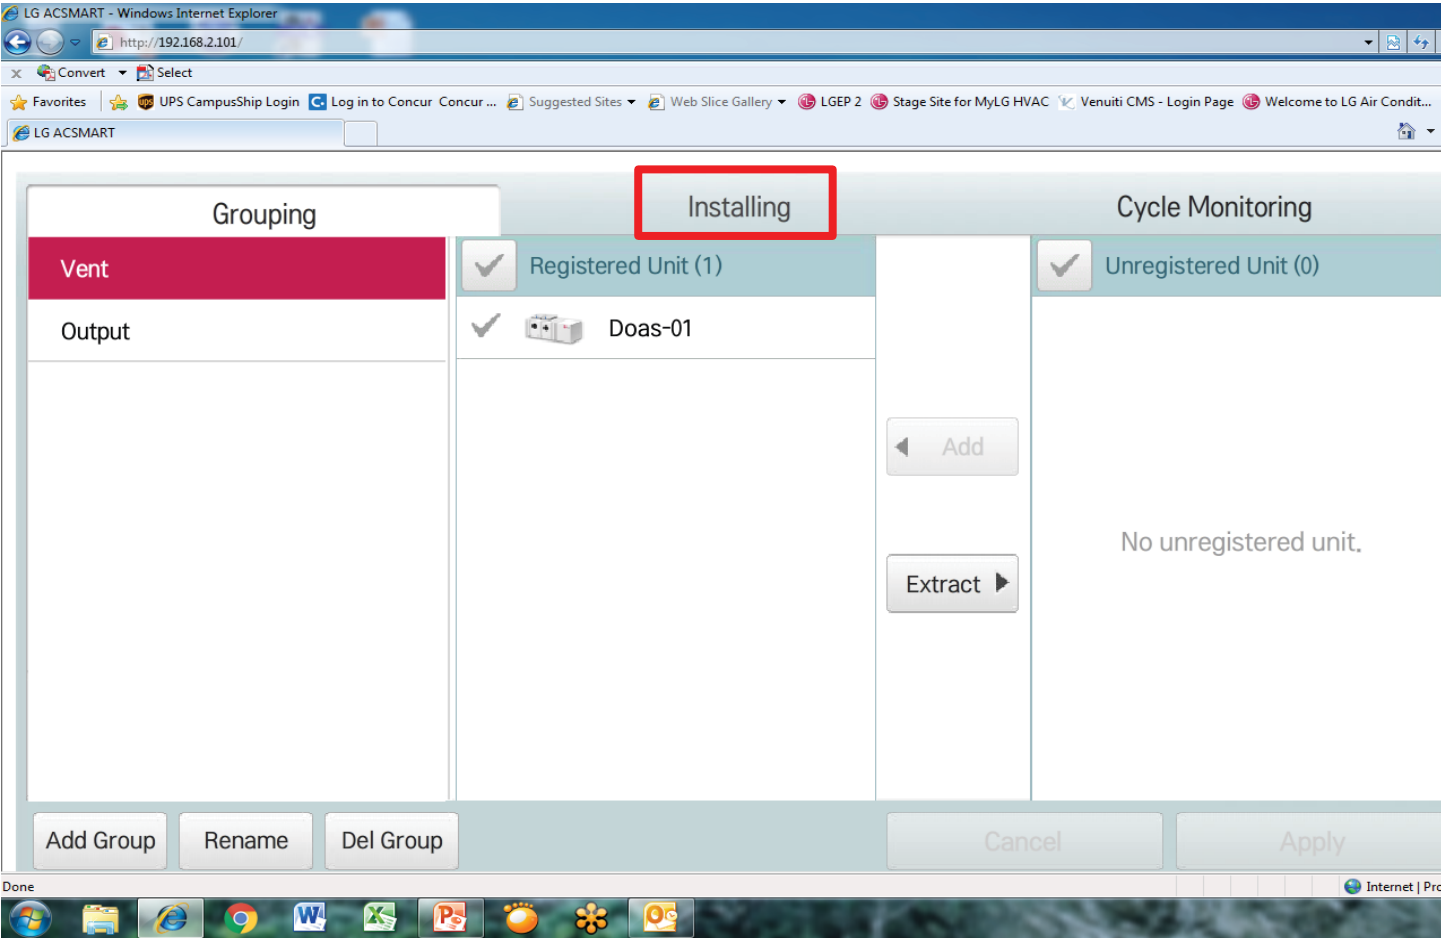 LG ACSMART - Windows Internet Explorer
http://192.168.2.101/
x Convert Select
Favorites UPS CampusShip Login Log in to Concur Concur ... Suggested Sites Web Slice Gallery LGEP 2 Stage Site for MyLG HVAC Venuiti CMS - Login Page Welcome to LG Air Condit...
LG ACSMART
Grouping Installing Cycle Monitoring
Vent Registered Unit (1) Unregistered Unit (0)
Output Doas-01
Add
No unregistered unit.
Extract
Add Group Rename Del Group Cancel Apply
Done Internet | Pro